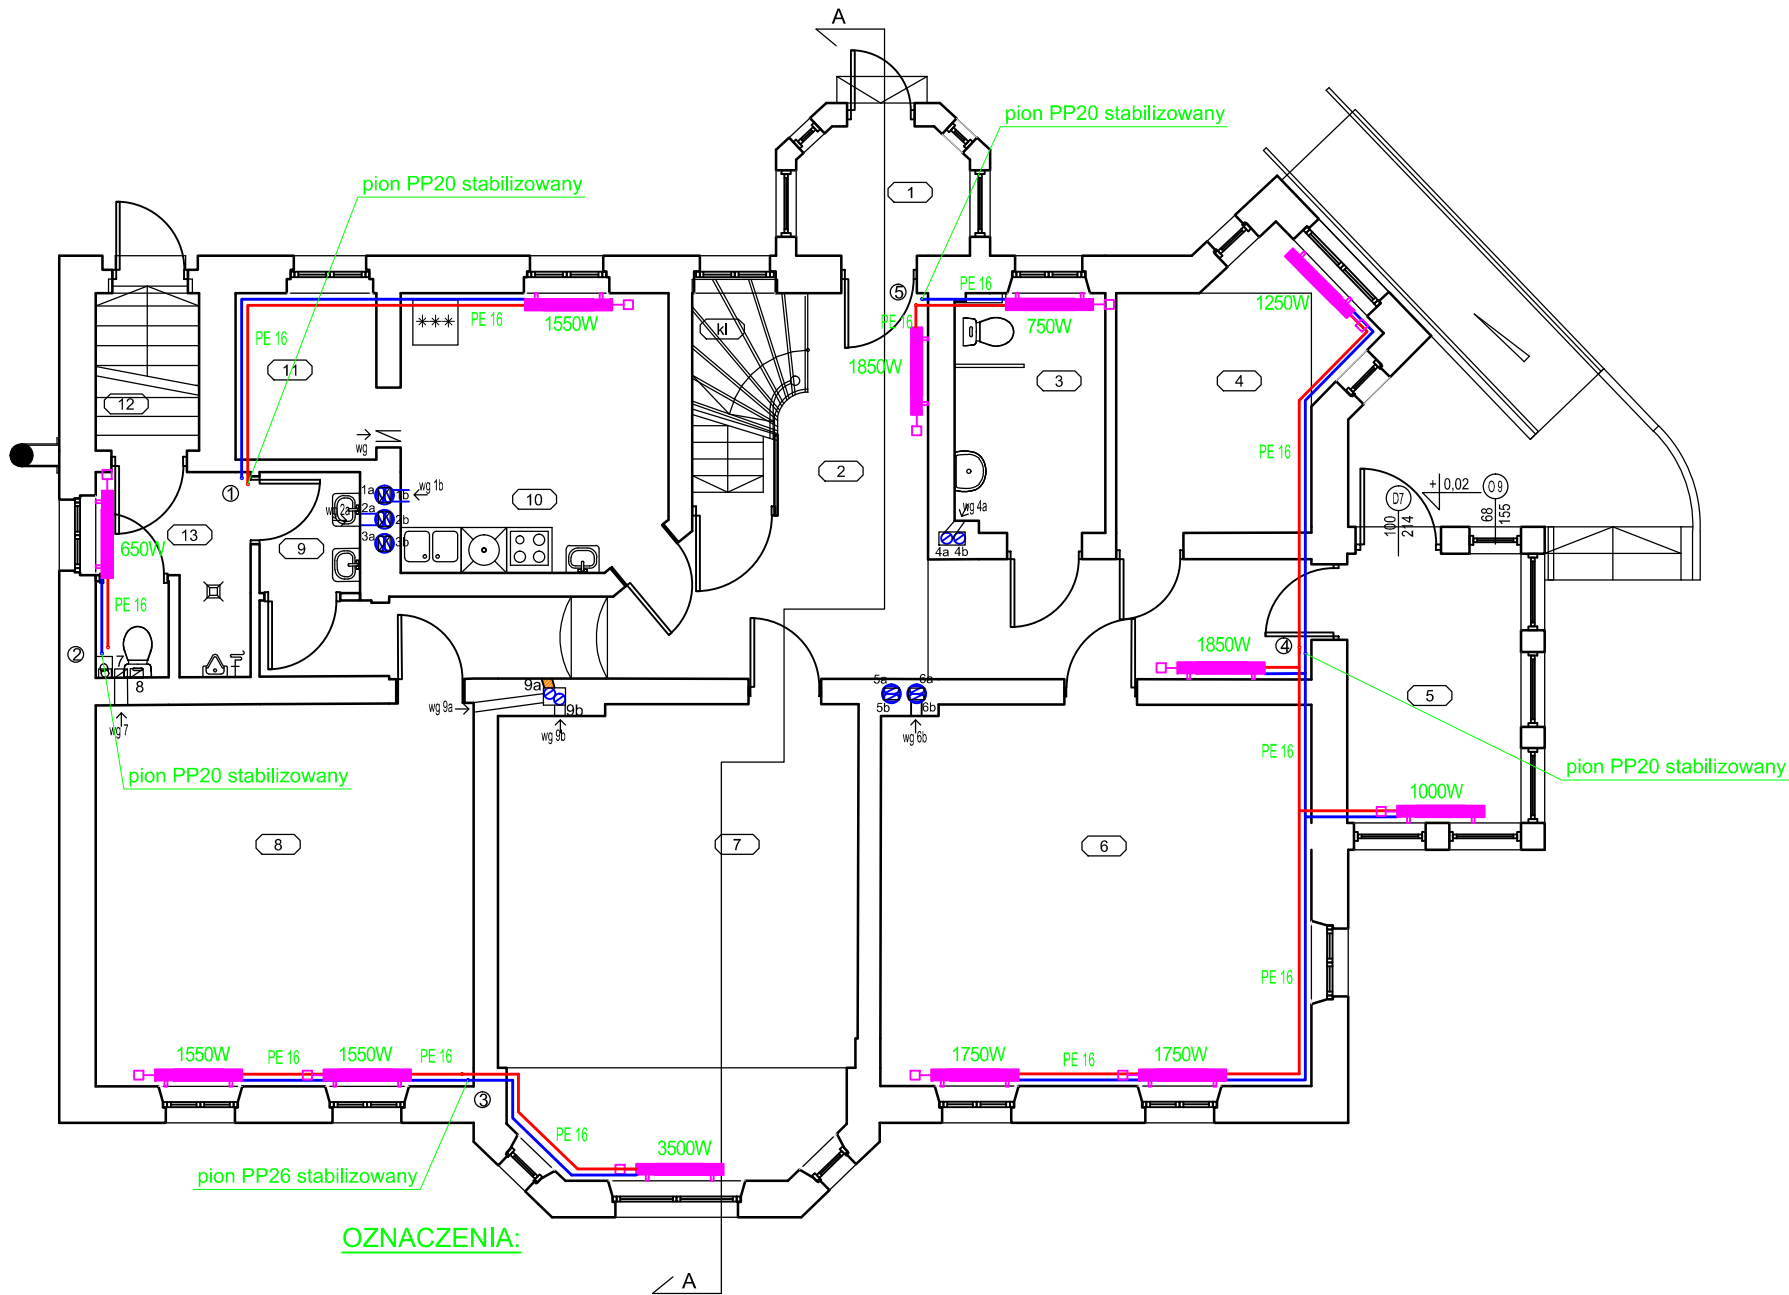 A
pion PP20 stabilizowany
pion PP20 stabilizowany
1
PE 16
5
PE 16
750W
1250W
1550W
PE 16
PE 16
kl
1850W
11
3
4
12
wg
PE 16
2
1
1a
1b
wg 1b
10
wg 2a
2a
2b
3a
3b
wg 4a
4a
4b
+ 0,02
D7
O 9
100
214
68
155
650W
13
9
PE 16
2
7
8
1850W
4
5
9a
9b
wg 9a
wg 9b
5a
5b
6a
6b
wg 6b
wg 7
pion PP20 stabilizowany
PE 16
pion PP20 stabilizowany
1000W
8
7
6
PE 16
1550W
PE 16
1550W
PE 16
1750W
PE 16
1750W
3
PE 16
3500W
pion PP26 stabilizowany
OZNACZENIA:
A